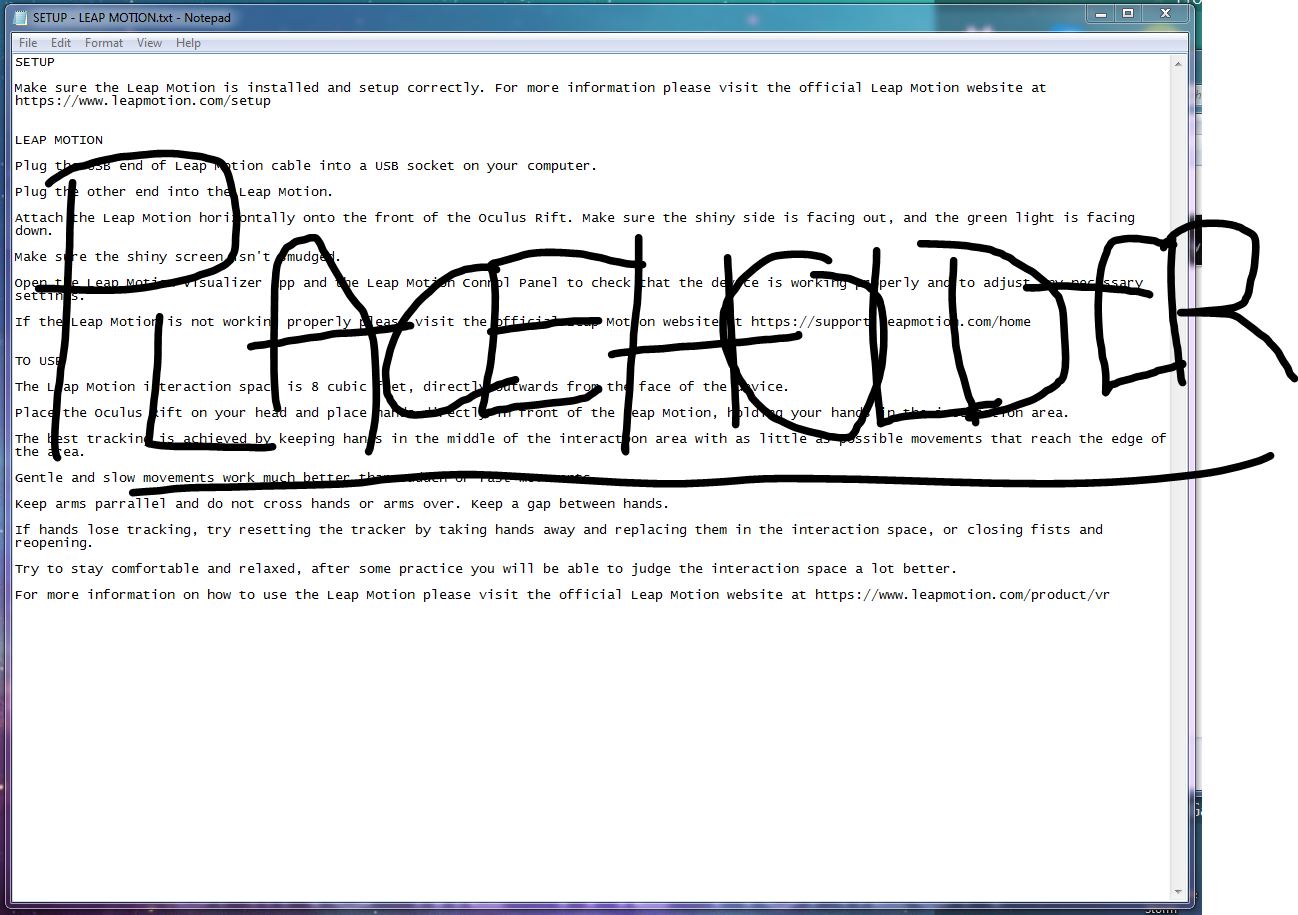 SETUP - LEAP MOTION.txt - Notepad
File Edit Format View Help
SETUP
Make sure the Leap Motion is installed and setup correctly. For more information please visit the official Leap Motion website at
https://www.leapmotion.com/setup
LEAP MOTION
Plug the USB end of Leap Motion cable into a USB socket on your computer.
Plug the other end into the Leap Motion.
Attach the Leap Motion horizontally onto the front of the Oculus Rift. Make sure the shiny side is facing out, and the green light is facing
down.
Make sure the shiny screen isn't smudged.
Open the Leap Motion Visualizer app and the Leap Motion Conrol Panel to check that the device is working properly and to adjust any necessary
settings.
If the Leap Motion is not working properly please visit the official Leap Motion website at https://support.leapmotion.com/home
TO USE
The Leap Motion interaction space is 8 cubic feet, directly outwards from the face of the device.
Place the Oculus Rift on your head and place hands directly in front of the Leap Motion, holding your hands in the interaction area.
The best tracking is achieved by keeping hands in the middle of the interaction area with as little as possible movements that reach the edge of
the area.
Gentle and slow movements work much better than sudden or fast movements.
Keep arms parrallel and do not cross hands or arms over. Keep a gap between hands.
If hands lose tracking, try resetting the tracker by taking hands away and replacing them in the interaction space, or closing fists and
reopening.
Try to stay comfortable and relaxed, after some practice you will be able to judge the interaction space a lot better.
For more information on how to use the Leap Motion please visit the official Leap Motion website at https://www.leapmotion.com/product/vr
PLACEHOLDER